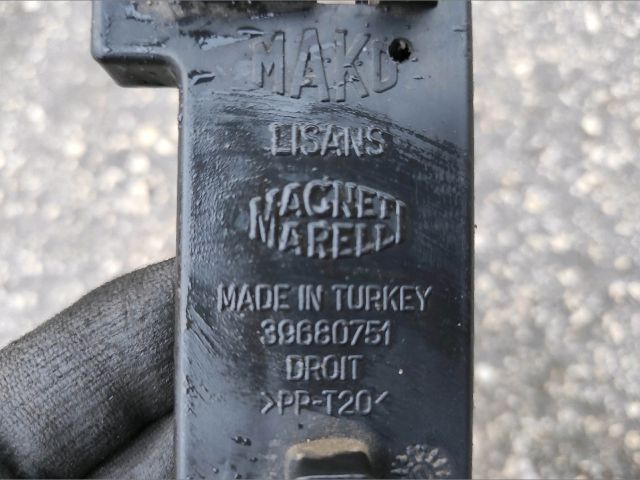 MAKO
LISANS
MAGNETI
MARELLI
MADE IN TURKEY
39680751
DROIT
>PP-T20<